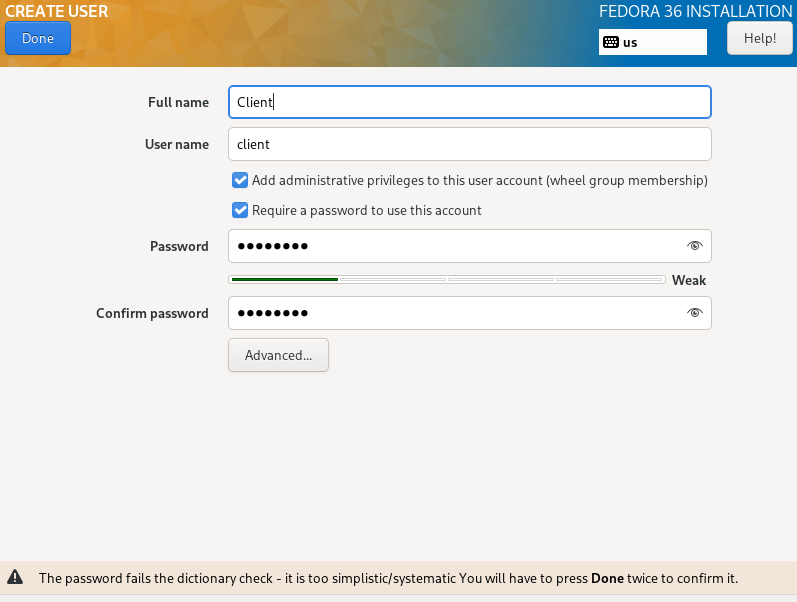 CREATE USER
FEDORA 36 INSTALLATION
Done
us
Help!
Full name
Client
User name
client
Add administrative privileges to this user account (wheel group membership)
Require a password to use this account
Password
●●●●●●●●
Weak
Confirm password
●●●●●●●●
Advanced...
The password fails the dictionary check - it is too simplistic/systematic You will have to press Done twice to confirm it.